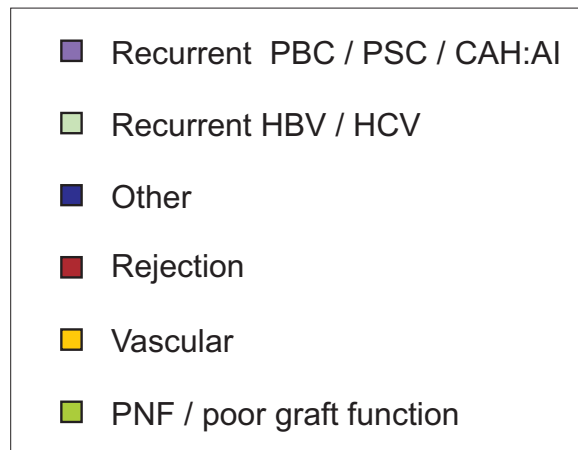 Recurrent PBC / PSC / CAH:AI
Recurrent HBV / HCV
Other
Rejection
Vascular
PNF / poor graft function